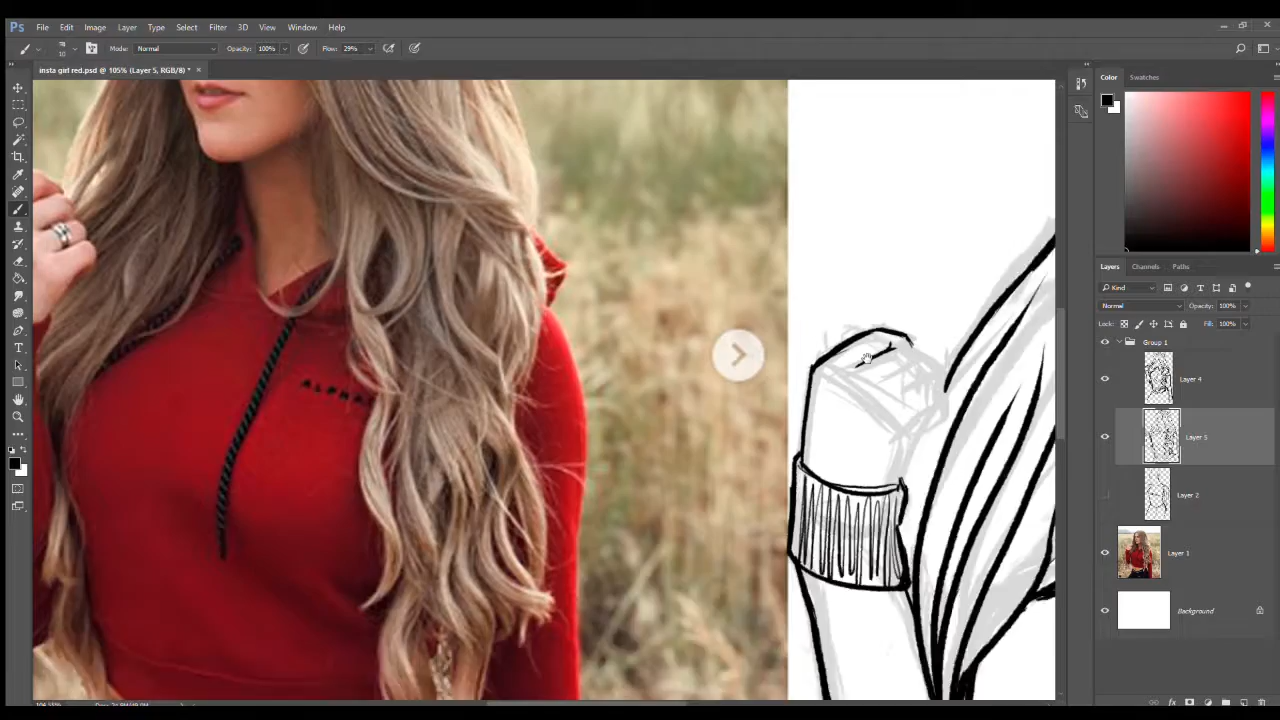 Ps File Edit Image Layer Type Select Filter 3D View Window Help
10 Mode: Normal Opacity: 100% Flow: 29%
insta girl red.psd @ 105% (Layer 5, RGB/8) *
Color Swatches
Layers Channels Paths
Kind
Normal Opacity: 100%
Lock: Fill: 100%
Group 1
Layer 4
Layer 5
Layer 2
Layer 1
Background
ALPHA